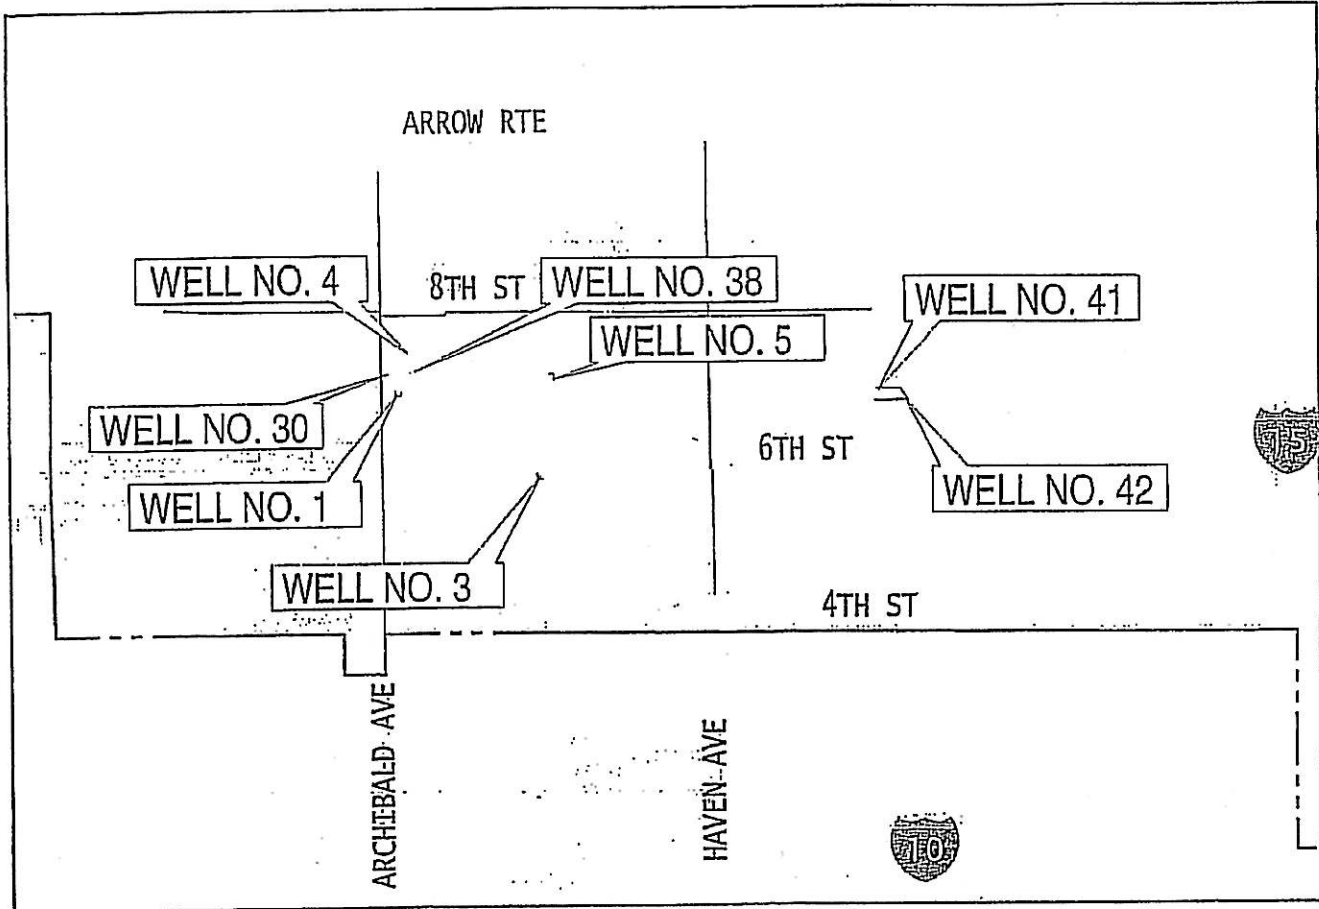 ARROW RTE
WELL NO. 4
8TH ST
WELL NO. 38
WELL NO. 41
WELL NO. 5
WELL NO. 30
6TH ST
15
WELL NO. 1
WELL NO. 42
WELL NO. 3
4TH ST
ARCHIBALD AVE
HAVEN AVE
10